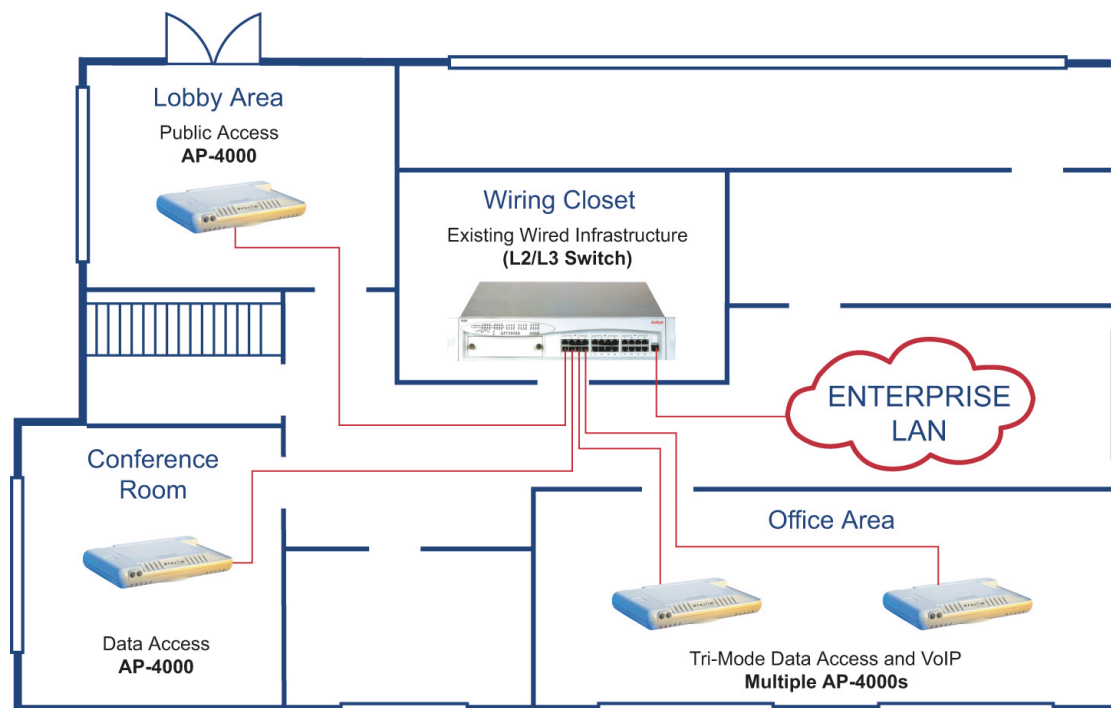 Lobby Area
Public Access
AP-4000
Wiring Closet
Existing Wired Infrastructure
(L2/L3 Switch)
ENTERPRISE
LAN
Conference
Room
Data Access
AP-4000
Office Area
Tri-Mode Data Access and VoIP
Multiple AP-4000s